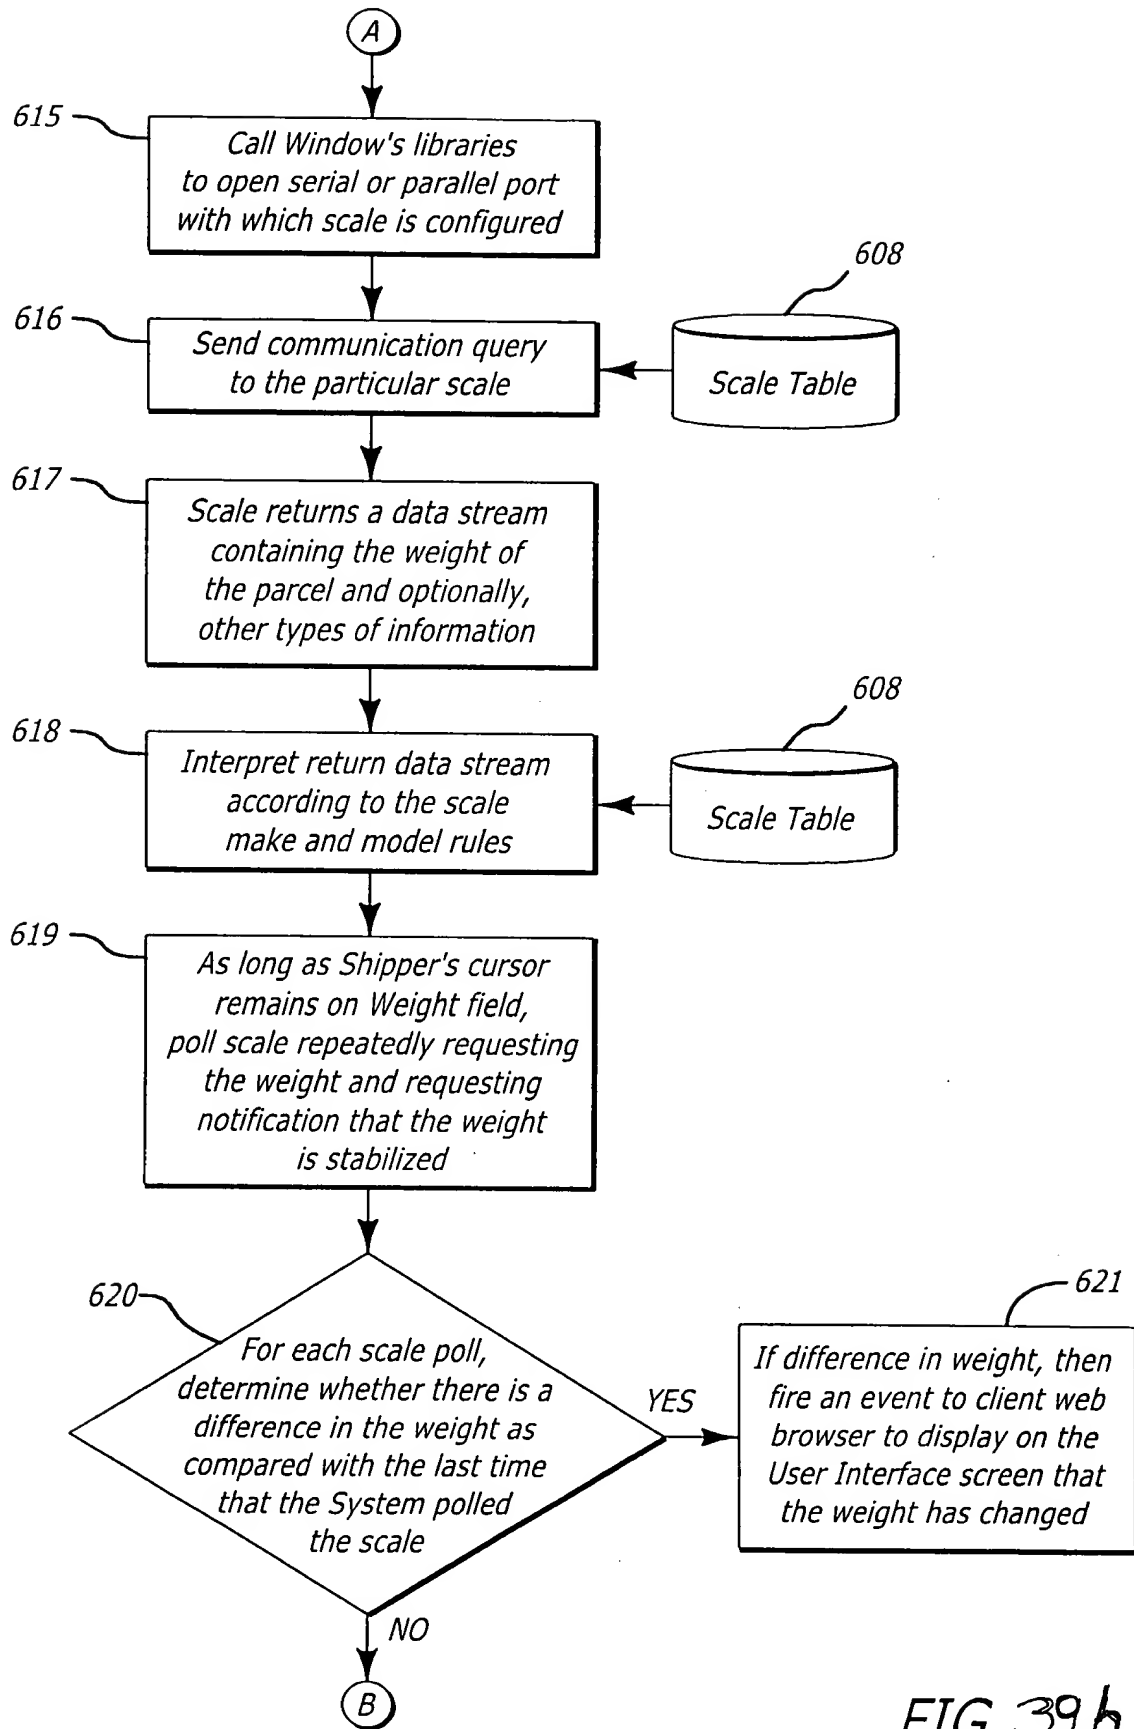 A
615
Call Window's libraries
to open serial or parallel port
with which scale is configured
608
616
Send communication query
to the particular scale
Scale Table
617
Scale returns a data stream
containing the weight of
the parcel and optionally,
other types of information
608
618
Interpret return data stream
according to the scale
make and model rules
Scale Table
619
As long as Shipper's cursor
remains on Weight field,
poll scale repeatedly requesting
the weight and requesting
notification that the weight
is stabilized
620
For each scale poll,
determine whether there is a
difference in the weight as
compared with the last time
that the System polled
the scale
YES
621
If difference in weight, then
fire an event to client web
browser to display on the
User Interface screen that
the weight has changed
NO
B
FIG 39b